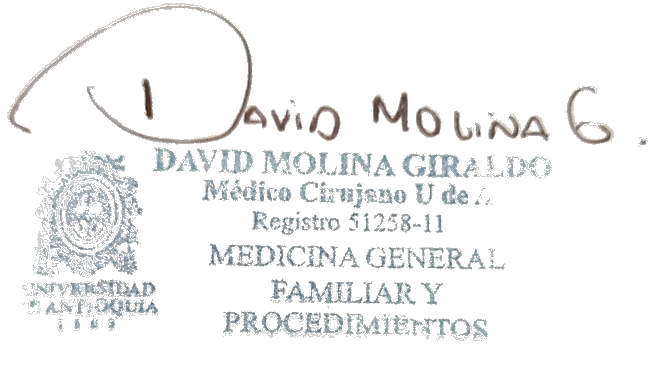 DAVID MOLINA G.
DAVID MOLINA GIRALDO
Médico Cirujano U de A
Registro 51258-11
MEDICINA GENERAL
FAMILIAR Y
PROCEDIMIENTOS
UNIVERSIDAD
DE ANTIOQUIA